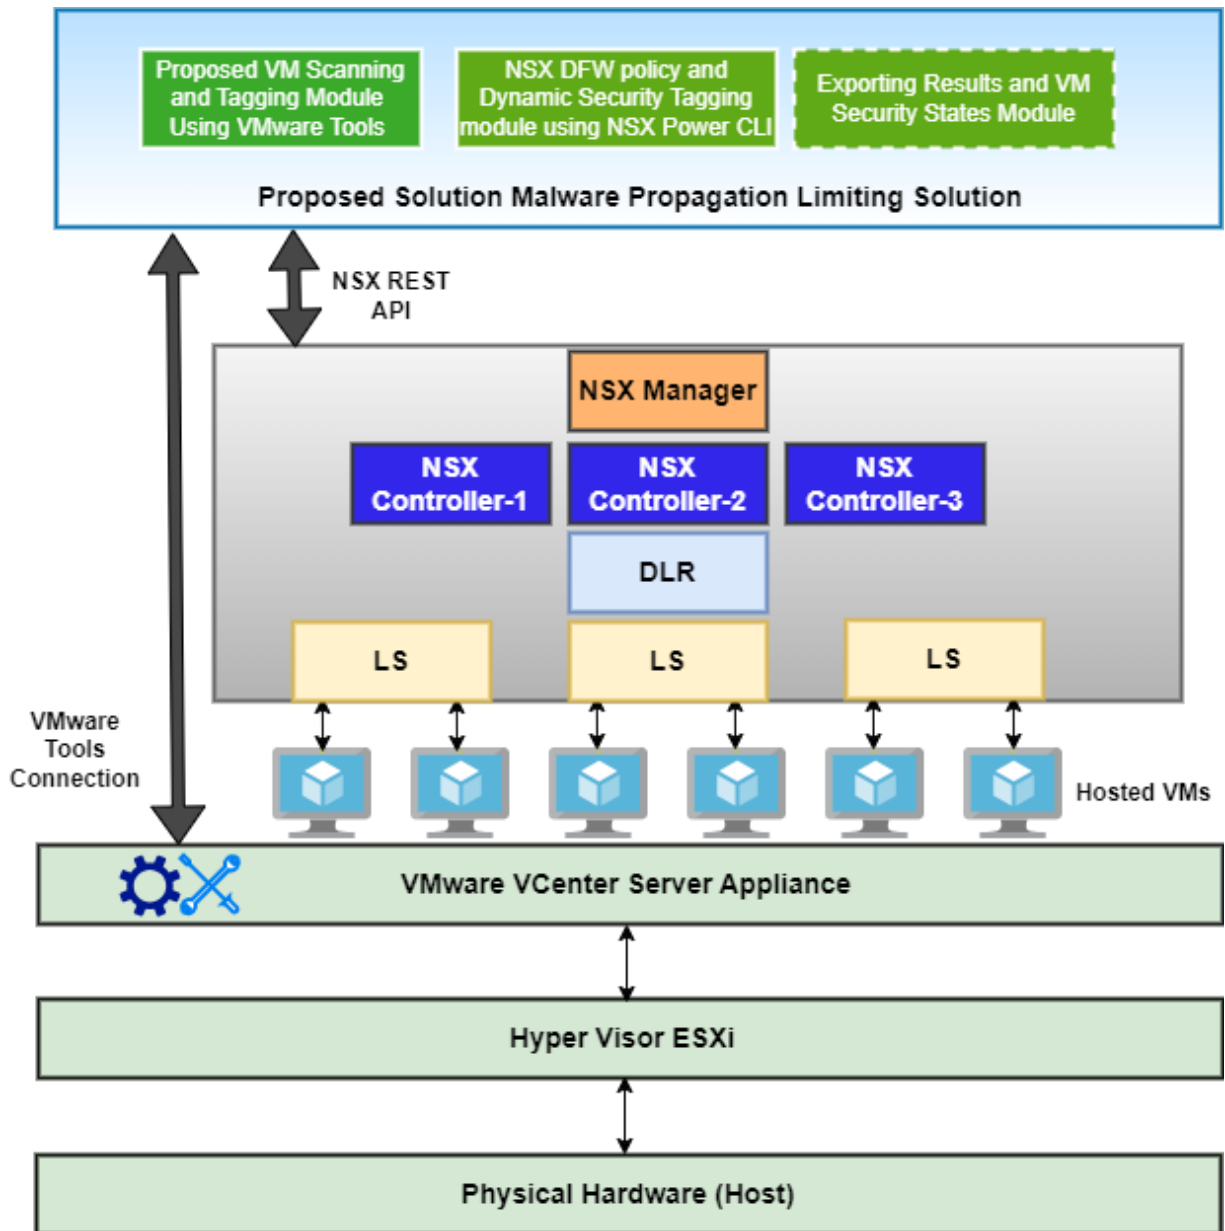 Proposed VM Scanning
and Tagging Module
Using VMware Tools
NSX DFW policy and
Dynamic Security Tagging
module using NSX Power CLI
Exporting Results and VM
Security States Module
Proposed Solution Malware Propagation Limiting Solution
NSX REST
API
NSX Manager
NSX
Controller-1
NSX
Controller-2
NSX
Controller-3
DLR
LS
LS
LS
VMware
Tools
Connection
Hosted VMs
VMware VCenter Server Appliance
Hyper Visor ESXi
Physical Hardware (Host)